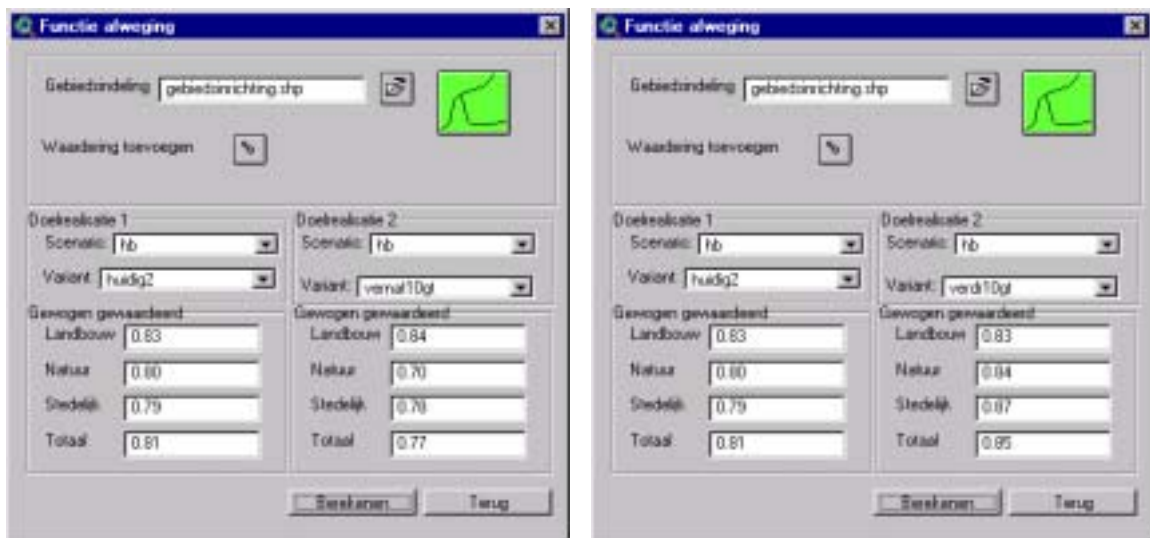 Functie afweging
Gebiedsindeling gebiedsinrichting.shp
Waardering toevoegen
Doelrealisatie 1
Scenario: hb
Variant: huidig2
Doelrealisatie 2
Scenario: hb
Variant: vernat10gt
Gewogen gewaardeerd
Landbouw 0.83
Natuur 0.80
Stedelijk 0.79
Totaal 0.81
Gewogen gewaardeerd
Landbouw 0.84
Natuur 0.70
Stedelijk 0.78
Totaal 0.77
Berekenen Terug
Functie afweging
Gebiedsindeling gebiedsinrichting.shp
Waardering toevoegen
Doelrealisatie 1
Scenario: hb
Variant: huidig2
Doelrealisatie 2
Scenario: hb
Variant: verdr10gt
Gewogen gewaardeerd
Landbouw 0.83
Natuur 0.80
Stedelijk 0.79
Totaal 0.81
Gewogen gewaardeerd
Landbouw 0.83
Natuur 0.84
Stedelijk 0.87
Totaal 0.85
Berekenen Terug